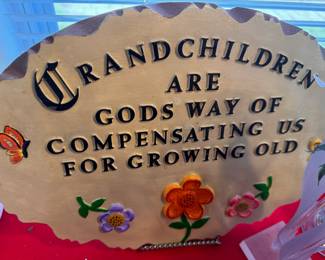 GRANDCHILDREN
ARE
GODS WAY OF
COMPENSATING US
FOR GROWING OLD